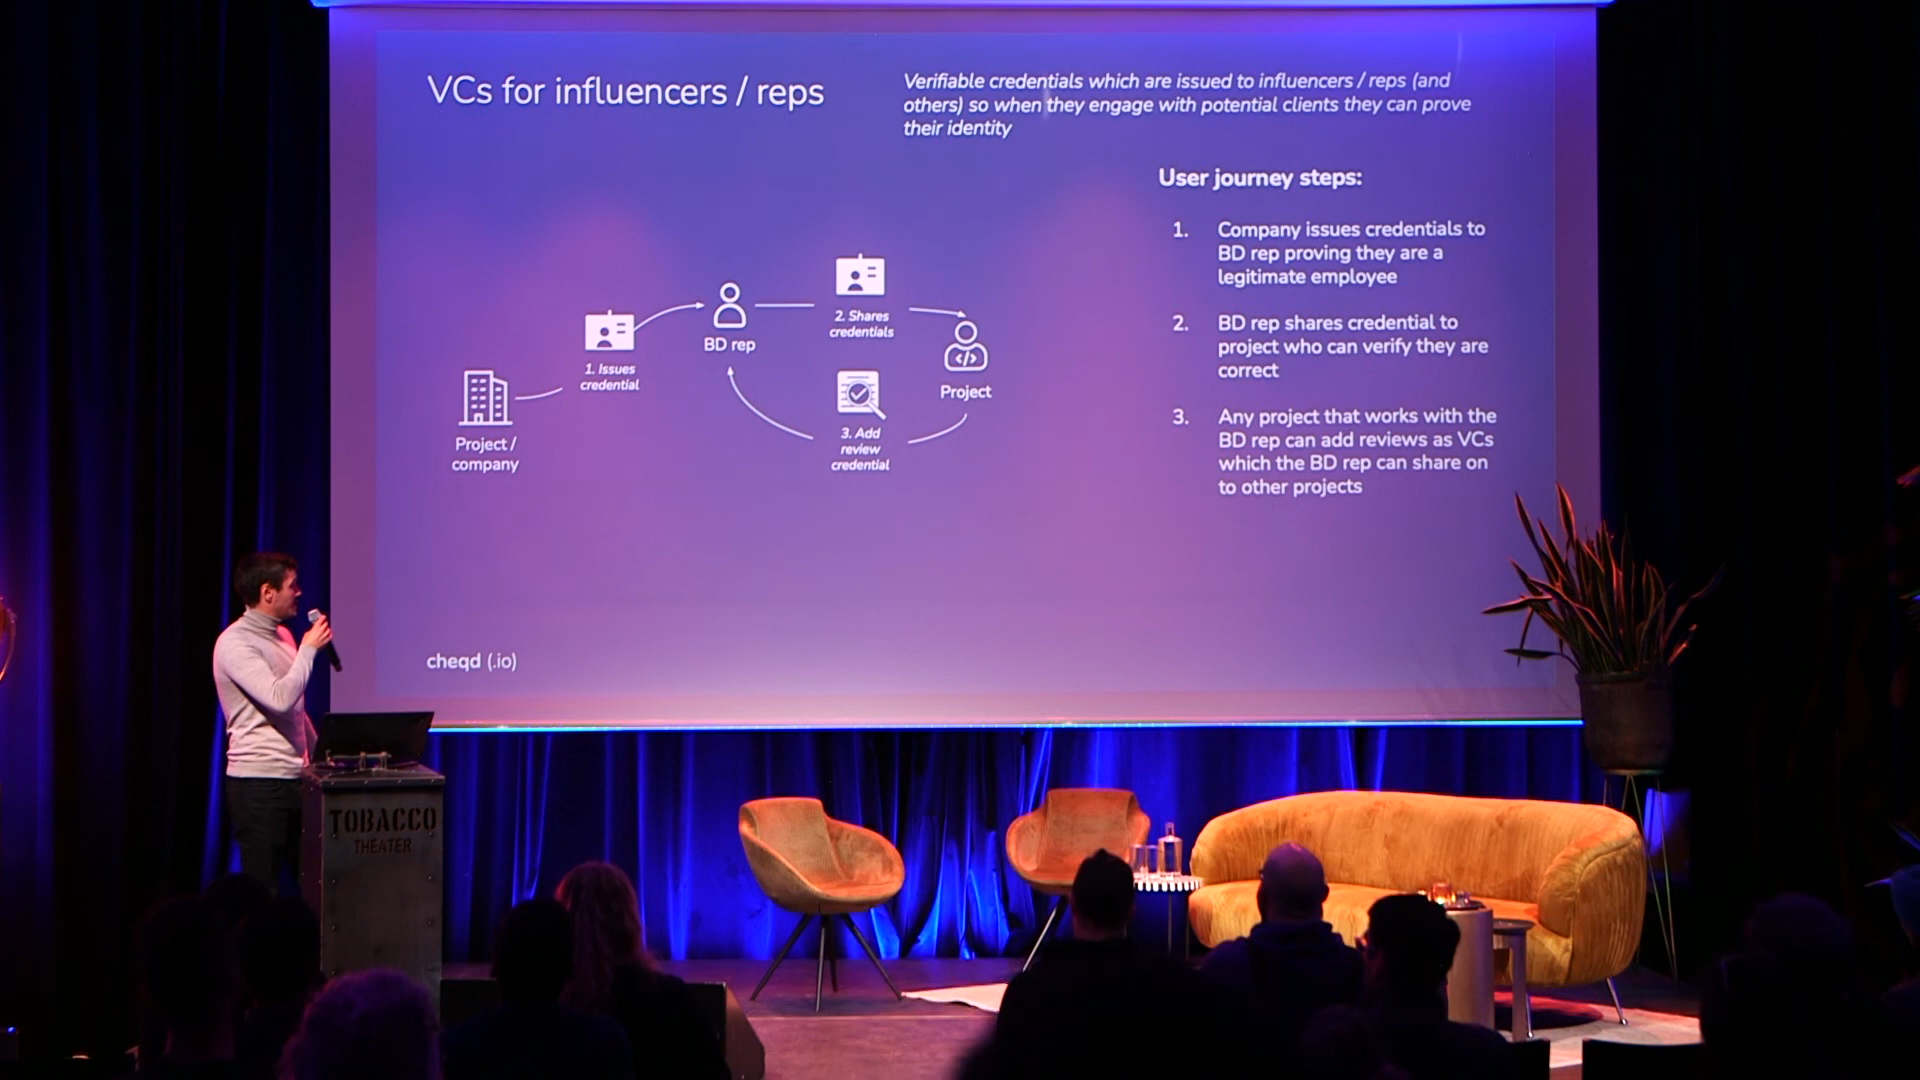 VCs for influencers / reps
Verifiable credentials which are issued to influencers / reps (and
others) so when they engage with potential clients they can prove
their identity
User journey steps:
1. Company issues credentials to
BD rep proving they are a
legitimate employee
2. BD rep shares credential to
project who can verify they are
correct
3. Any project that works with the
BD rep can add reviews as VCs
which the BD rep can share on
to other projects
Project /
company
1. Issues
credential
BD rep
2. Shares
credentials
</>
Project
3. Add
review
credential
cheqd (.io)
TOBACCO
THEATER